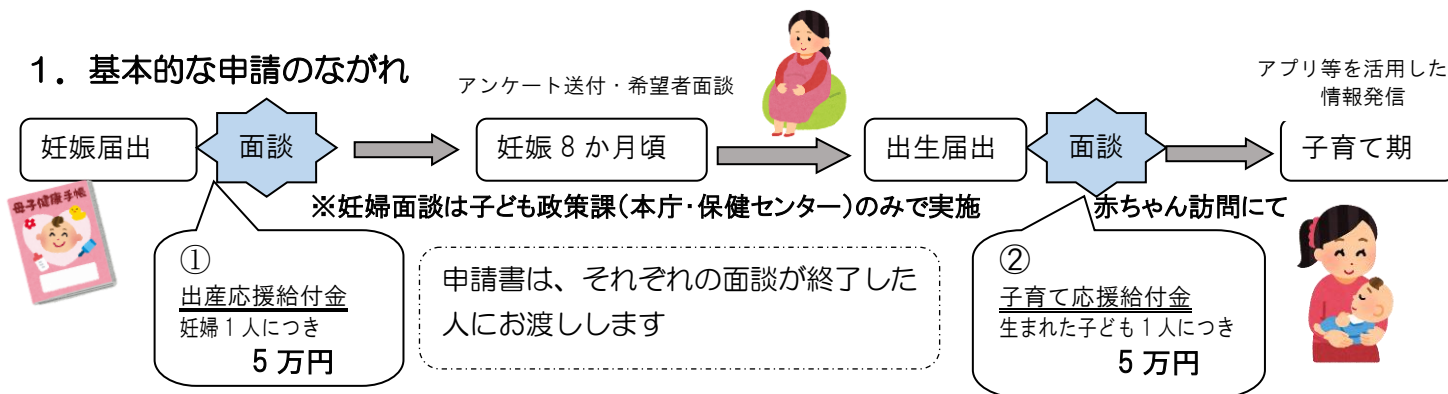 １．基本的な申請のながれ
アンケート送付・希望者面談
アプリ等を活用した
情報発信
妊娠届出
面談
妊娠８か月頃
出生届出
面談
子育て期
母子健康手帳
※妊婦面談は子ども政策課（本庁・保健センター）のみで実施
赤ちゃん訪問にて
①
出産応援給付金
妊婦１人につき
５万円
申請書は、それぞれの面談が終了した
人にお渡しします
②
子育て応援給付金
生まれた子ども１人につき
５万円